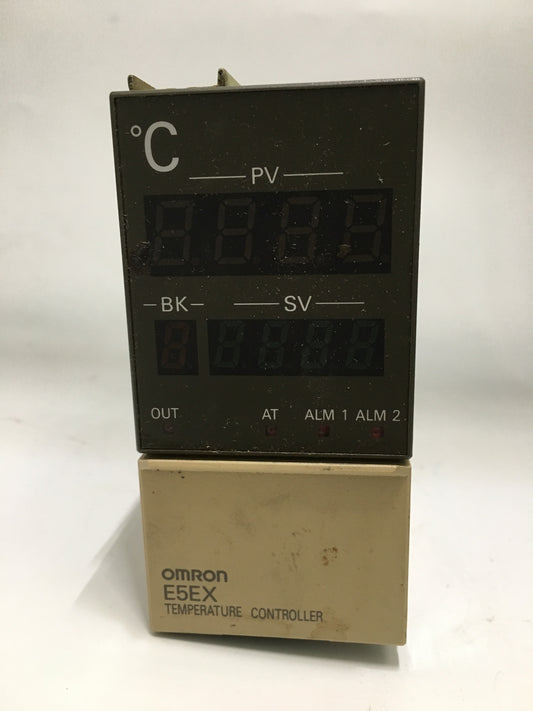 °C
PV
BK SV
OUT AT ALM 1 ALM 2
OMRON
E5EX
TEMPERATURE CONTROLLER